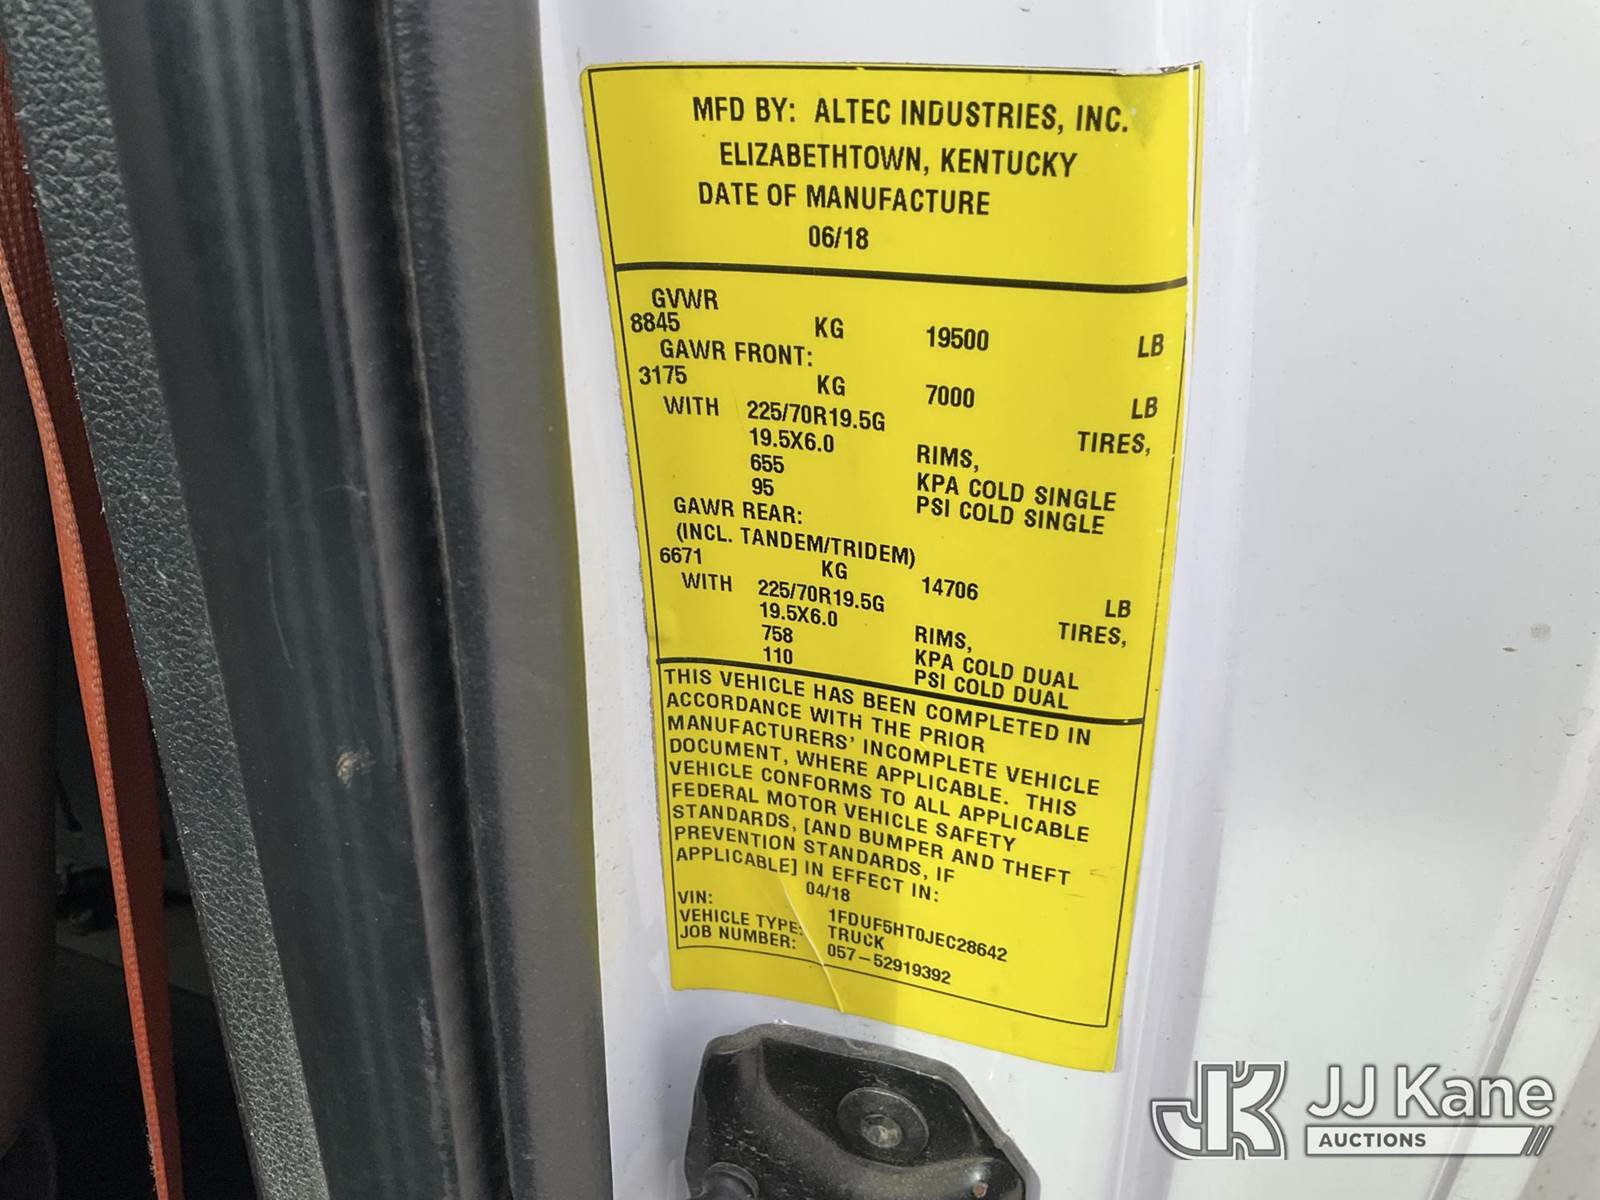 MFD BY: ALTEC INDUSTRIES, INC.
ELIZABETHTOWN, KENTUCKY
DATE OF MANUFACTURE
06/18
GVWR
8845 KG 19500 LB
GAWR FRONT:
3175 KG 7000 LB
WITH 225/70R19.5G TIRES,
19.5X6.0 RIMS,
655 KPA COLD SINGLE
95 PSI COLD SINGLE
GAWR REAR:
(INCL. TANDEM/TRIDEM)
6671 KG 14706 LB
WITH 225/70R19.5G TIRES,
19.5X6.0 RIMS,
758 KPA COLD DUAL
110 PSI COLD DUAL
THIS VEHICLE HAS BEEN COMPLETED IN
ACCORDANCE WITH THE PRIOR
MANUFACTURERS' INCOMPLETE VEHICLE
DOCUMENT, WHERE APPLICABLE. THIS
VEHICLE CONFORMS TO ALL APPLICABLE
FEDERAL MOTOR VEHICLE SAFETY
STANDARDS, [AND BUMPER AND THEFT
PREVENTION STANDARDS, IF
APPLICABLE] IN EFFECT IN:
04/18
VIN: 1FDUF5HT0JEC28642
VEHICLE TYPE: TRUCK
JOB NUMBER: 057-52919392
JK JJ Kane
AUCTIONS